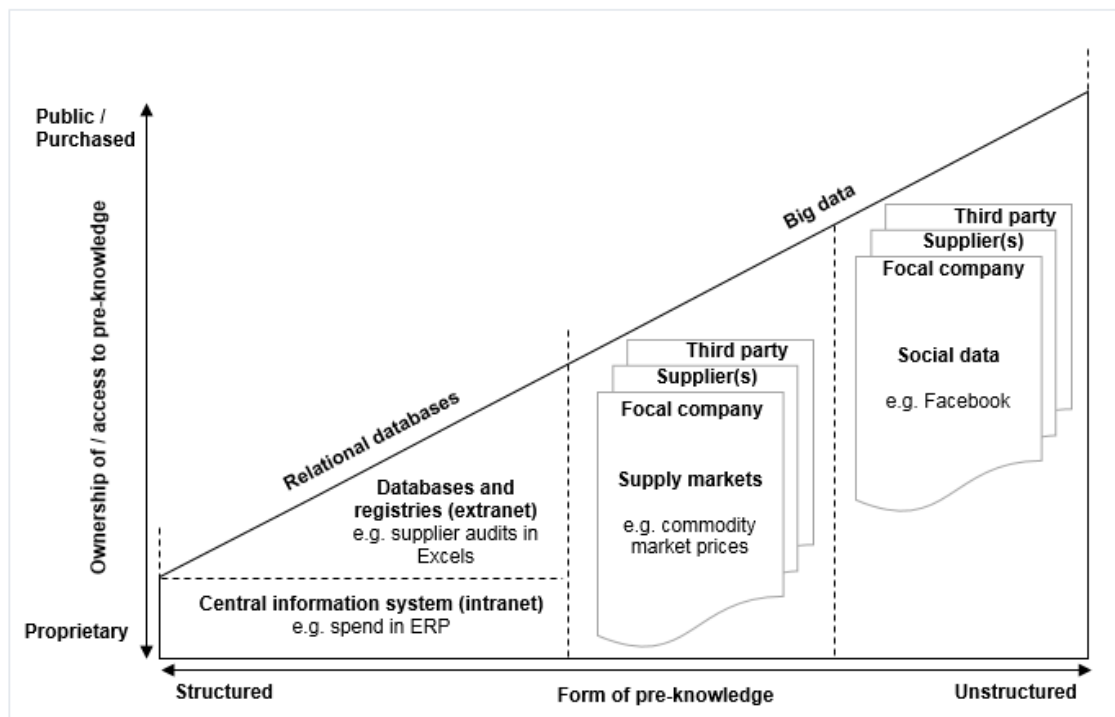 Public /
Purchased
Ownership of / access to pre-knowledge
Proprietary
Relational databases
Big data
Databases and
registries (extranet)
e.g. supplier audits in
Excels
Central information system (intranet)
e.g. spend in ERP
Third party
Supplier(s)
Focal company
Supply markets
e.g. commodity
market prices
Third party
Supplier(s)
Focal company
Social data
e.g. Facebook
Structured
Form of pre-knowledge
Unstructured